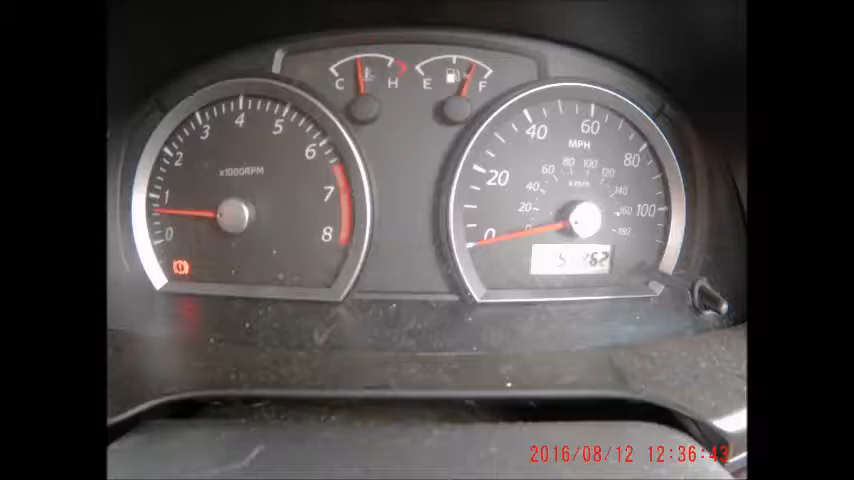 C H E F
0 1 2 3 4 5 6 7 8
x1000RPM
0 20 40 60 80 100
MPH
0 20 40 60 80 100 120 140 160 180
km/h
2016/08/12 12:36:43